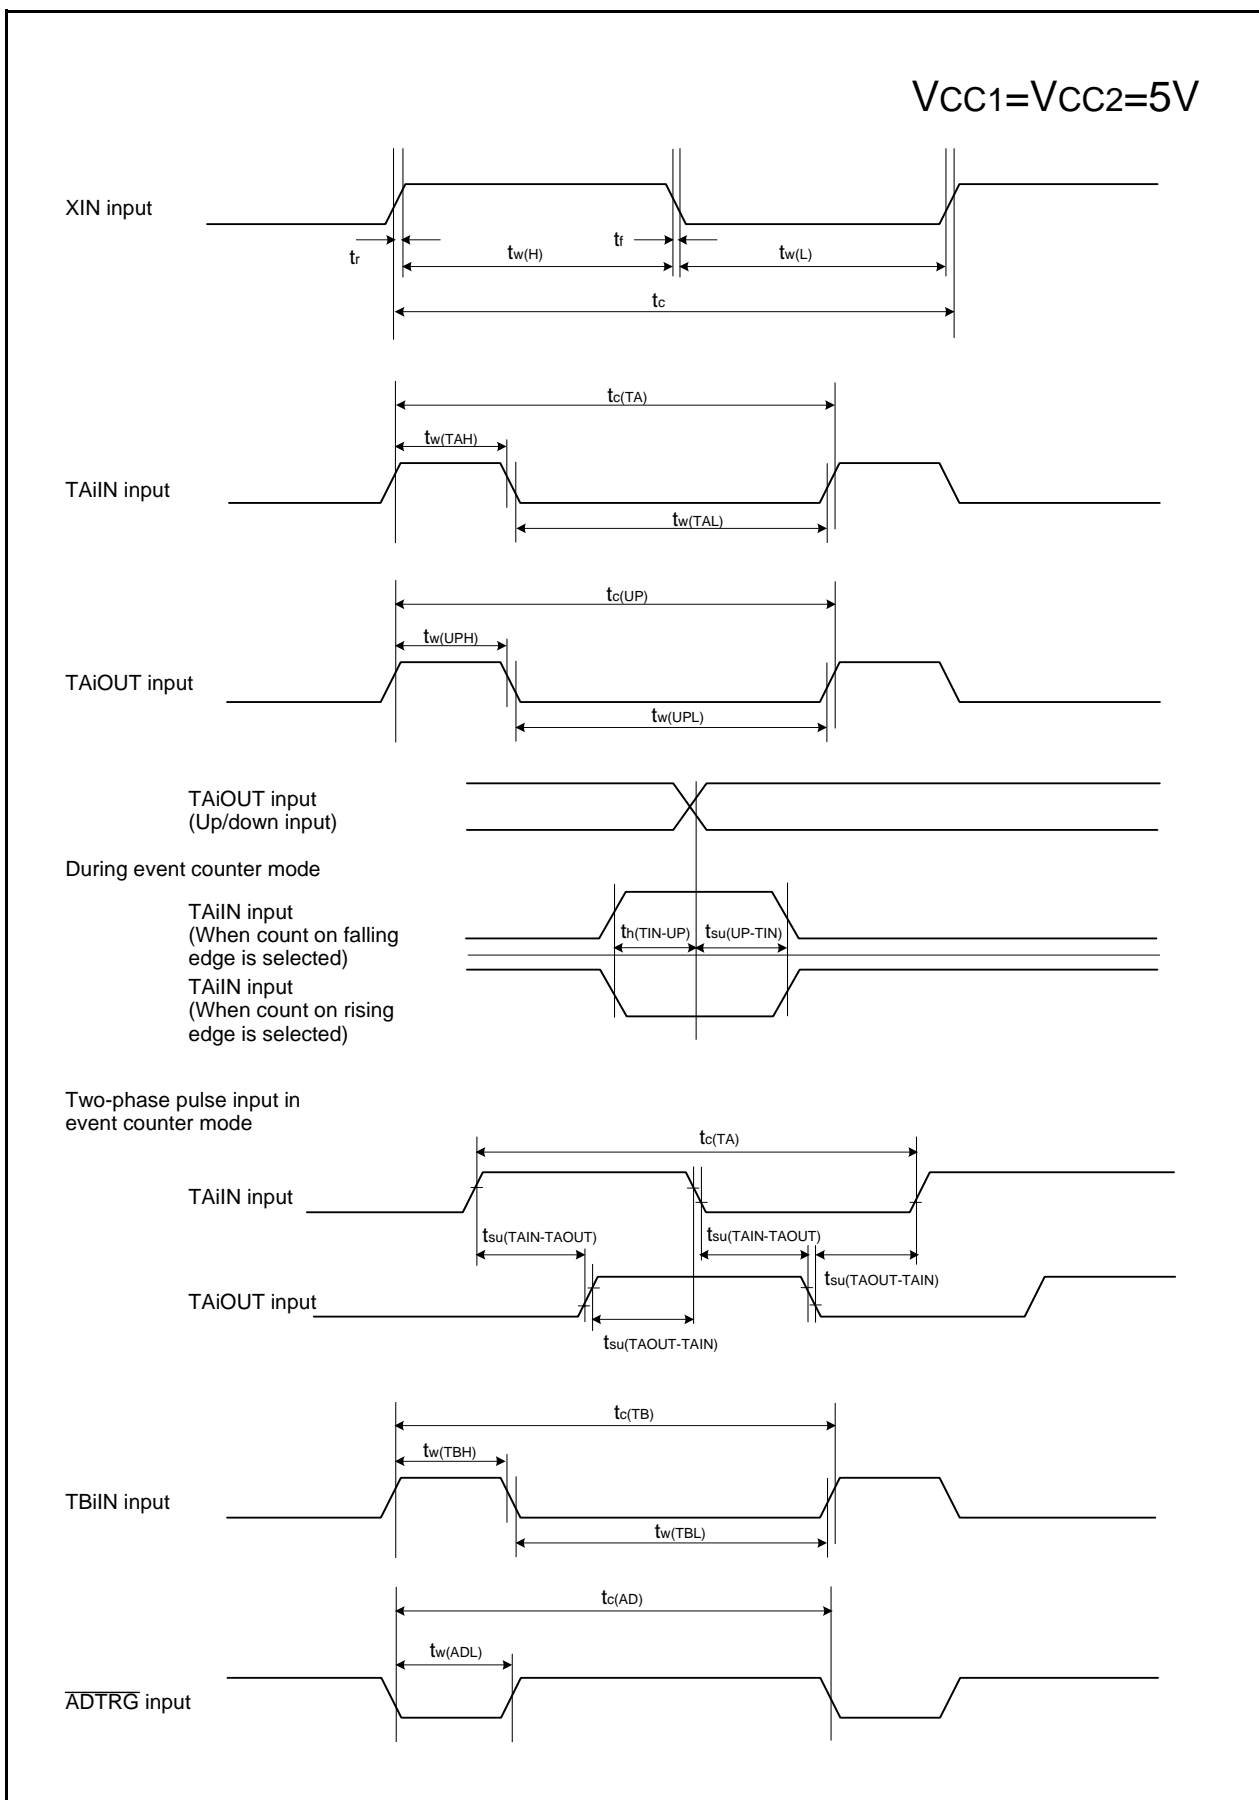 VCC1=VCC2=5V
XIN input
tr
tw(H)
tf
tw(L)
tc
tc(TA)
tw(TAH)
TAiIN input
tw(TAL)
tc(UP)
tw(UPH)
TAiOUT input
tw(UPL)
TAiOUT input
(Up/down input)
During event counter mode
TAiIN input
(When count on falling
edge is selected)
th(TIN-UP)
tsu(UP-TIN)
TAiIN input
(When count on rising
edge is selected)
Two-phase pulse input in
event counter mode
tc(TA)
TAiIN input
tsu(TAIN-TAOUT)
tsu(TAIN-TAOUT)
tsu(TAOUT-TAIN)
TAiOUT input
tsu(TAOUT-TAIN)
tc(TB)
tw(TBH)
TBiIN input
tw(TBL)
tc(AD)
tw(ADL)
ADTRG input